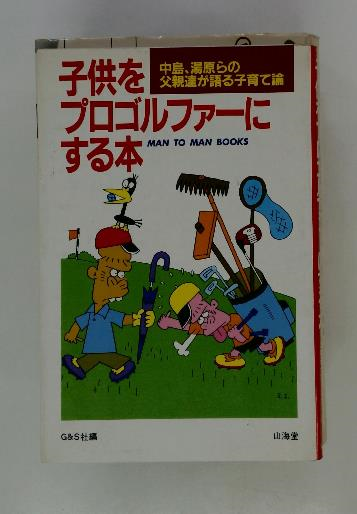 子供を
プロゴルファーに
する本
中島、湯原らの
父親達が語る子育て論
MAN TO MAN BOOKS
G&S社編
山海堂